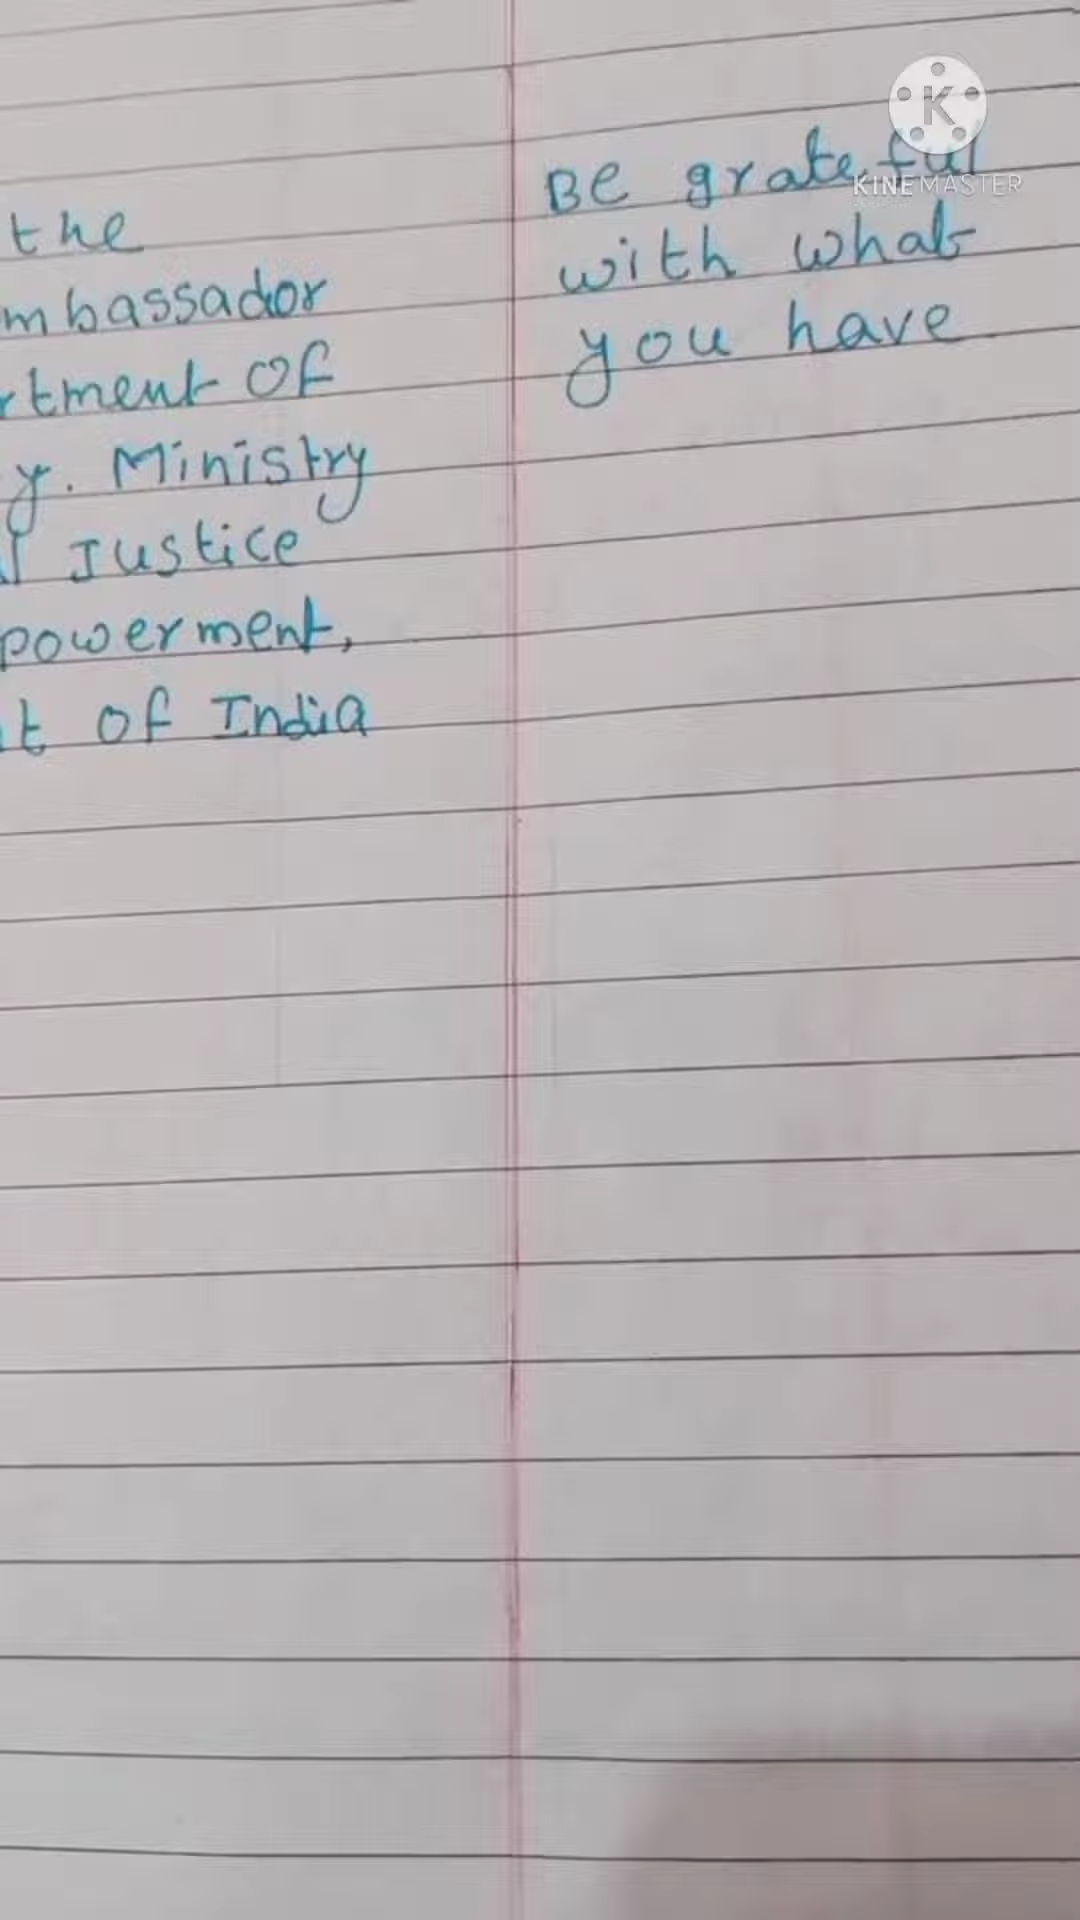 the
mbassador
rtment of
y. Ministry
l Justice
powerment,
t of India
Be grateful
with what
you have
KINEMASTER